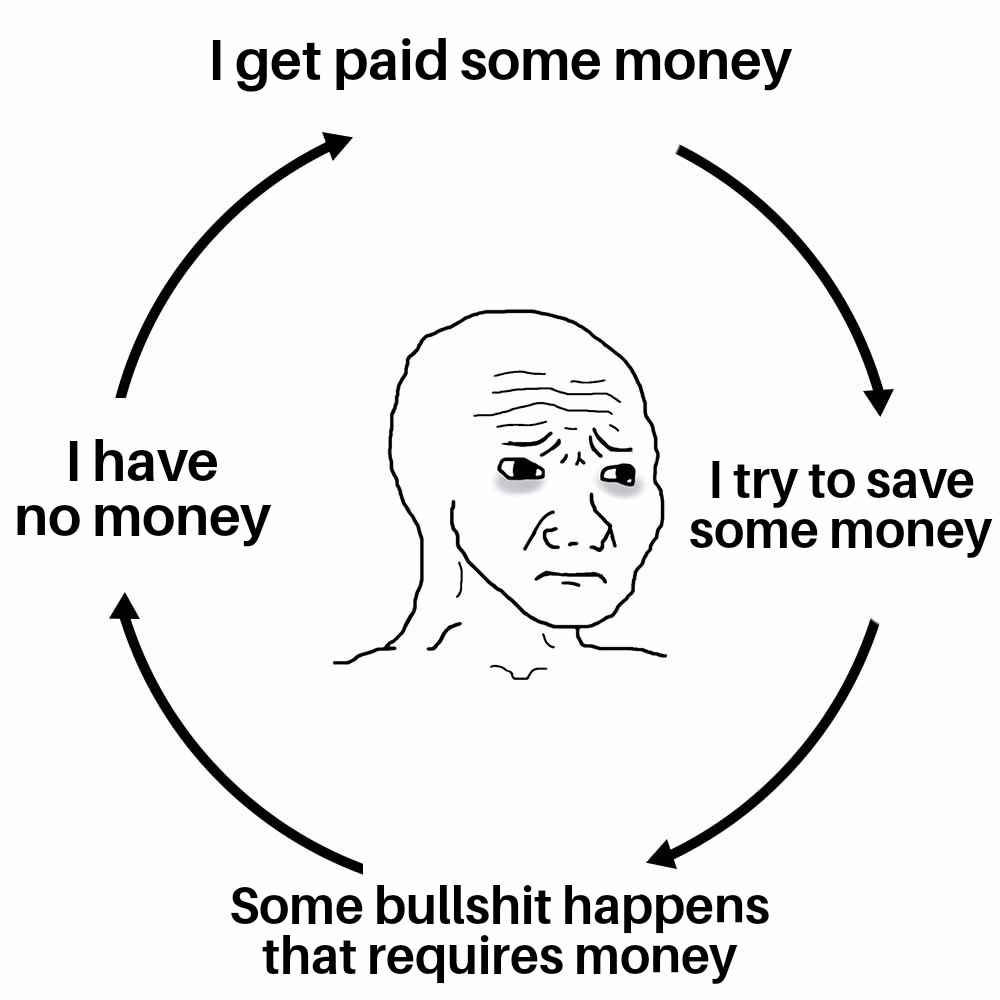 I get paid some money
I try to save
some money
Some bullshit happens
that requires money
I have
no money